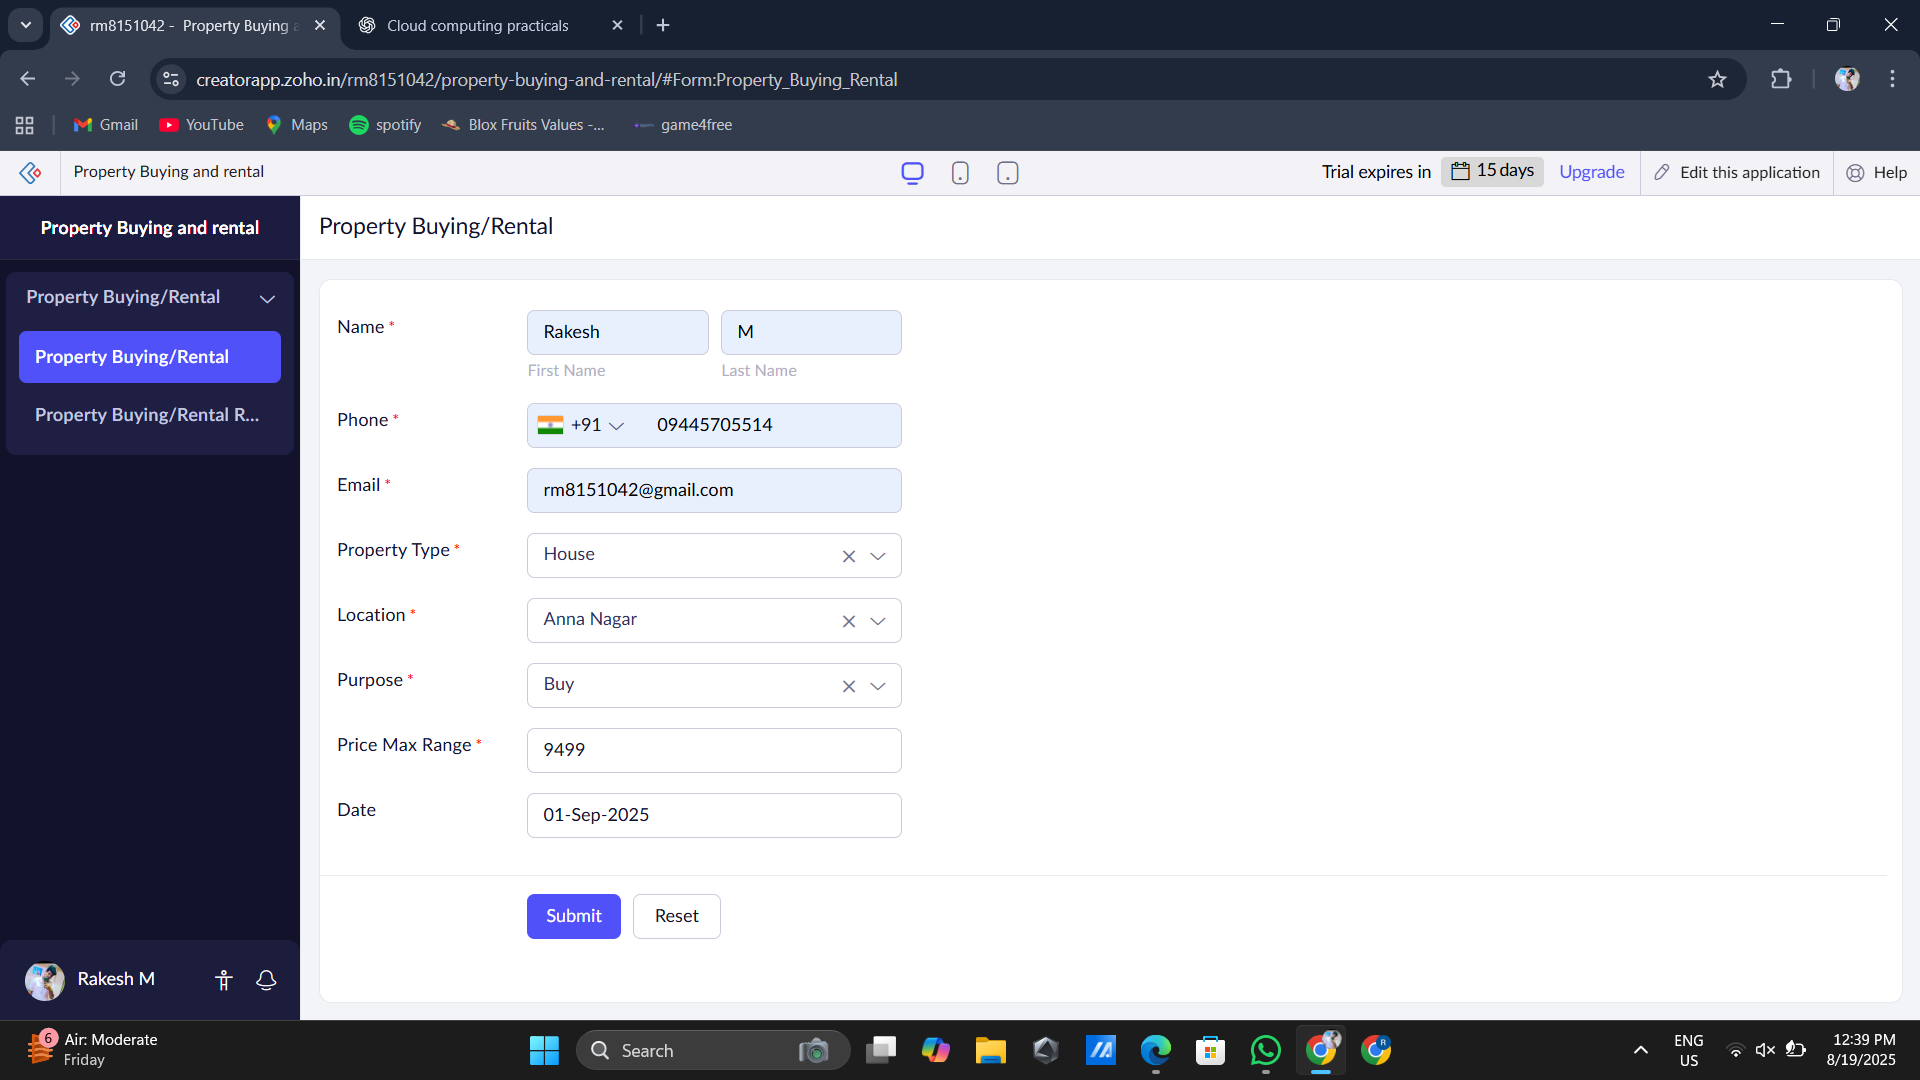 rm8151042 - Property Buying a
Cloud computing practicals
creatorapp.zoho.in/rm8151042/property-buying-and-rental/#Form:Property_Buying_Rental
Gmail
YouTube
Maps
spotify
Blox Fruits Values -...
game4free
Property Buying and rental
Trial expires in
15 days
Upgrade
Edit this application
Help
Property Buying and rental
Property Buying/Rental
Property Buying/Rental
Property Buying/Rental
Property Buying/Rental R...
Name *
Rakesh
M
First Name
Last Name
Phone *
+91
09445705514
Email *
rm8151042@gmail.com
Property Type *
House
Location *
Anna Nagar
Purpose *
Buy
Price Max Range *
9499
Date
01-Sep-2025
Submit
Reset
Rakesh M
6
Air: Moderate
Friday
Search
R
ENG
US
12:39 PM
8/19/2025